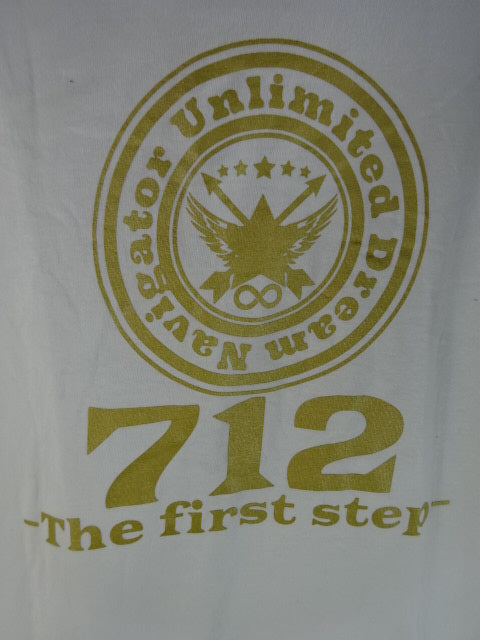 Unlimited Dream Navigator
712
-The first step-